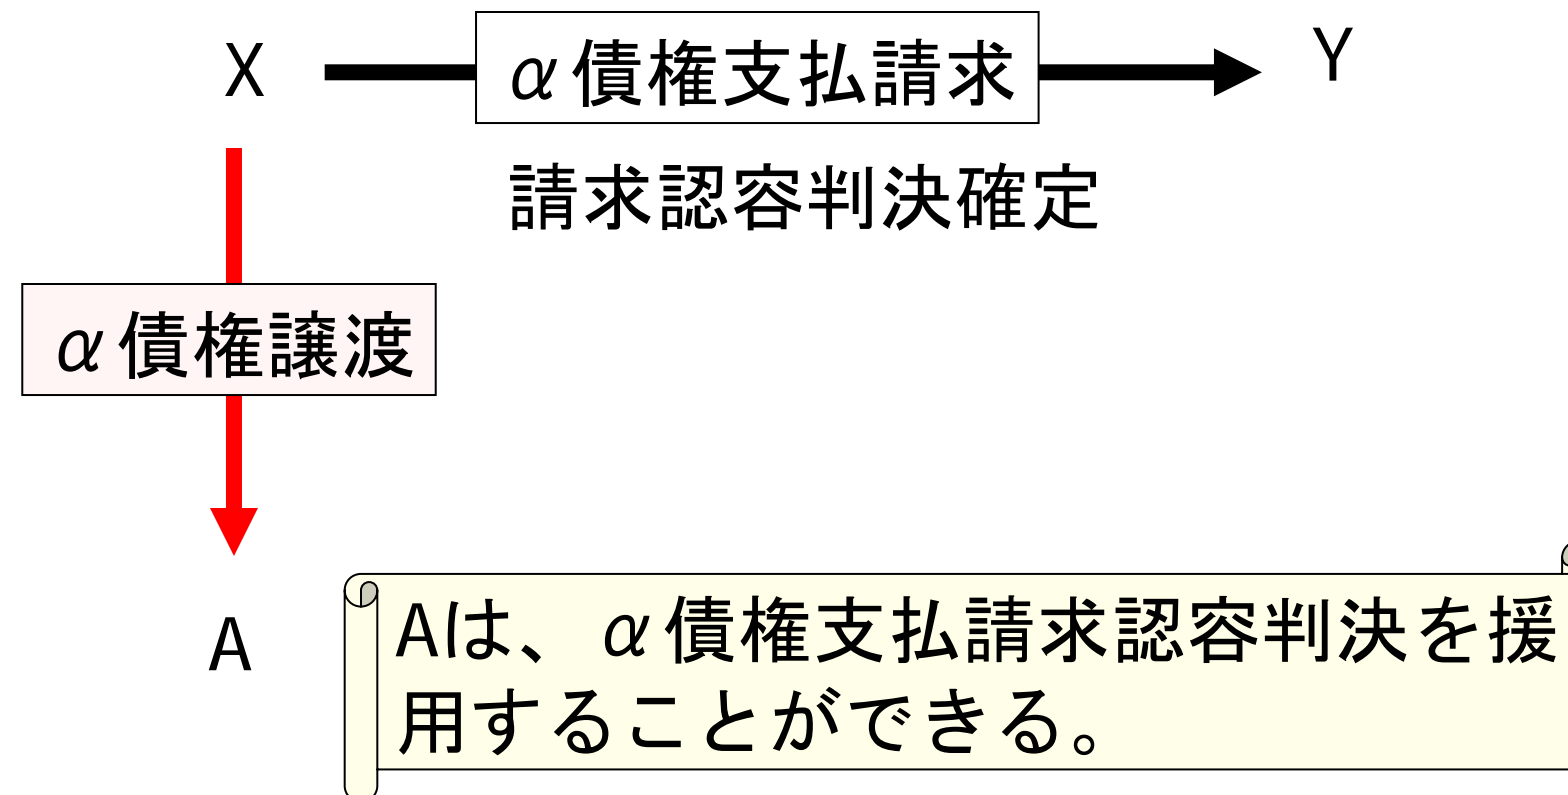 X
α債権支払請求
Y
請求認容判決確定
α債権譲渡
A
Aは、α債権支払請求認容判決を援
用することができる。